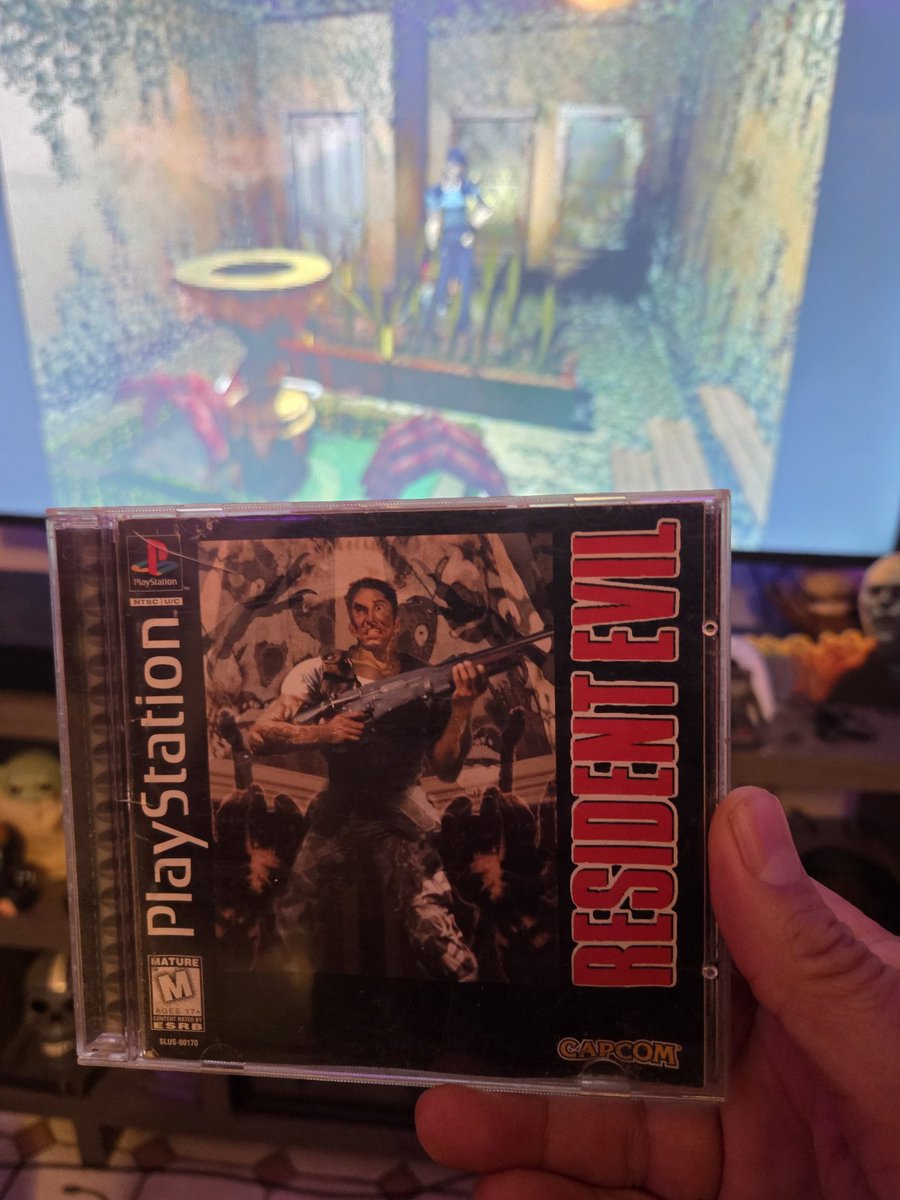 PlayStation
NTSC U/C
PlayStation
RESIDENT EVIL
MATURE
M
AGES 17+
CONTENT RATED BY
ESRB
SLUS-00170
CAPCOM